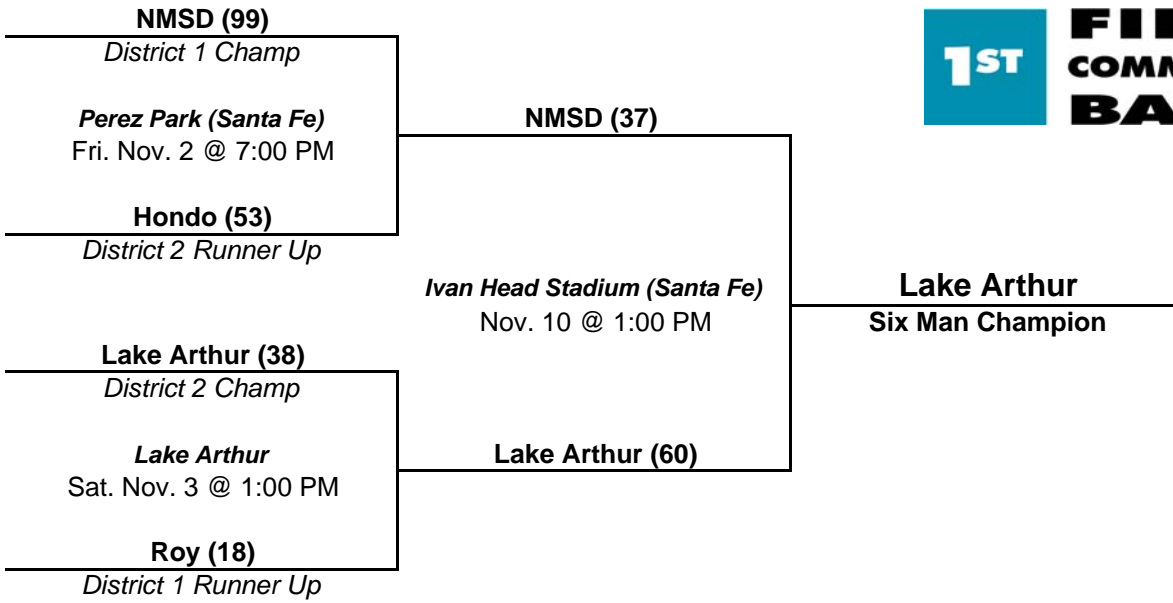 NMSD (99)
District 1 Champ
Perez Park (Santa Fe)
Fri. Nov. 2 @ 7:00 PM
Hondo (53)
District 2 Runner Up
Lake Arthur (38)
District 2 Champ
Lake Arthur
Sat. Nov. 3 @ 1:00 PM
Roy (18)
District 1 Runner Up
NMSD (37)
Ivan Head Stadium (Santa Fe)
Nov. 10 @ 1:00 PM
Lake Arthur (60)
Lake Arthur
Six Man Champion
1ST